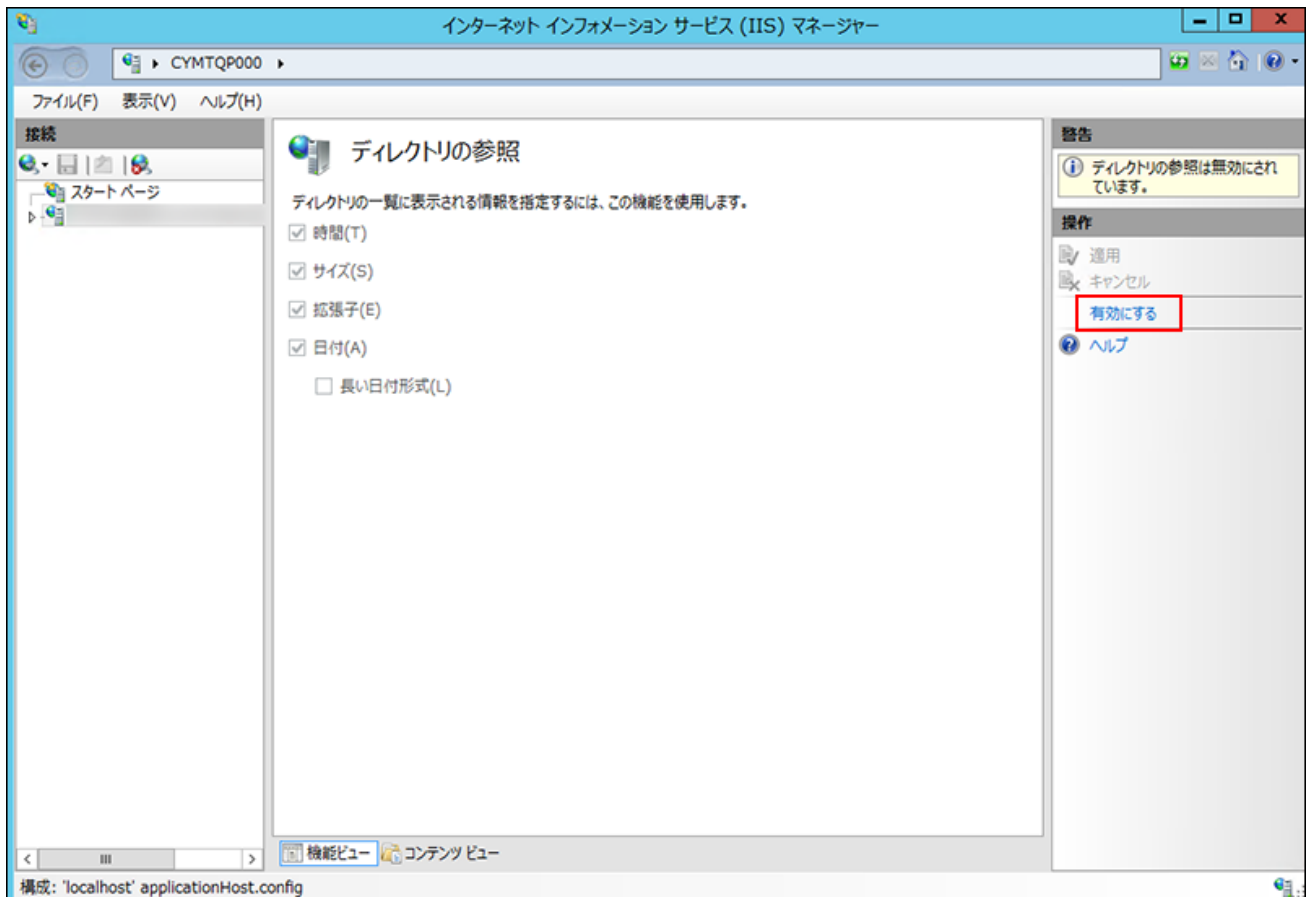 インターネット インフォメーション サービス (IIS) マネージャー
CYMTQP000
ファイル(F) 表示(V) ヘルプ(H)
接続
スタート ページ
ディレクトリの参照
ディレクトリの一覧に表示される情報を指定するには、この機能を使用します。
時間(T)
サイズ(S)
拡張子(E)
日付(A)
長い日付形式(L)
機能ビュー コンテンツ ビュー
警告
ディレクトリの参照は無効にされ
ています。
操作
適用
キャンセル
有効にする
ヘルプ
構成: 'localhost' applicationHost.config